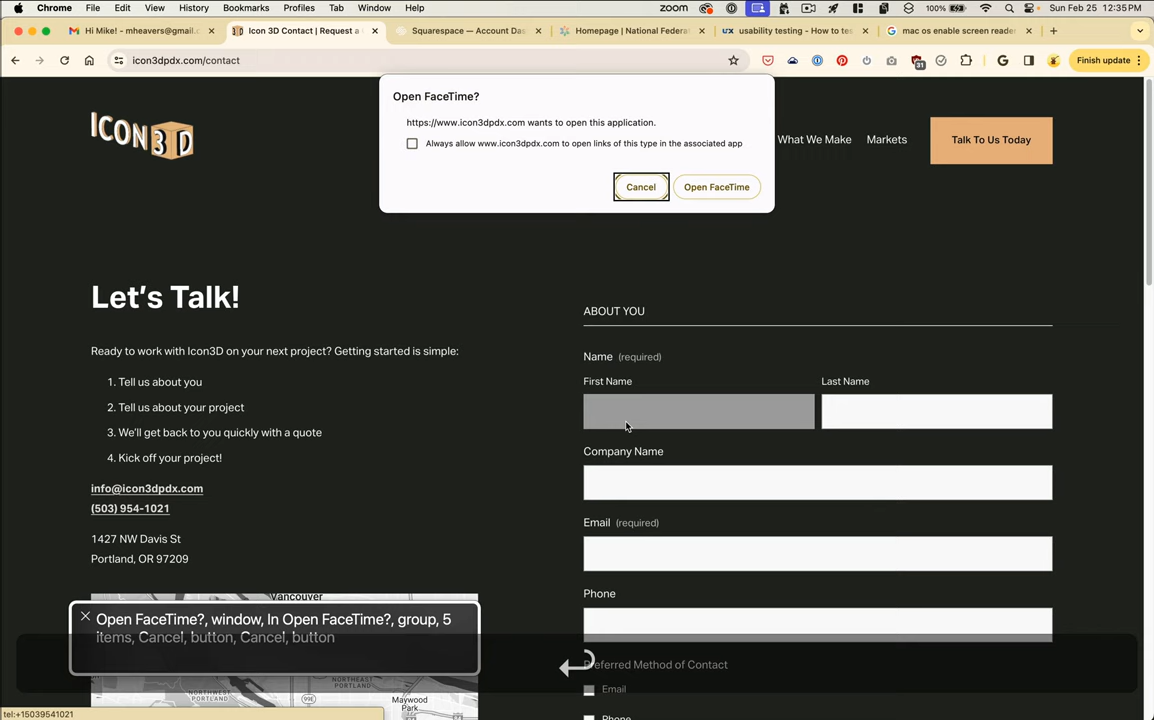 Chrome File Edit View History Bookmarks Profiles Tab Window Help zoom 100% Sun Feb 25 12:35 PM
Hi Mike! - mheavers@gmail.c
Icon 3D Contact | Request a
Squarespace — Account Das
Homepage | National Federat
usability testing - How to tes
mac os enable screen reader
icon3dpdx.com/contact
31
Finish update
Open FaceTime?
https://www.icon3dpdx.com wants to open this application.
Always allow www.icon3dpdx.com to open links of this type in the associated app
Cancel Open FaceTime
ICON3D
What We Make Markets Talk To Us Today
Let's Talk!
Ready to work with Icon3D on your next project? Getting started is simple:
1. Tell us about you
2. Tell us about your project
3. We'll get back to you quickly with a quote
4. Kick off your project!
info@icon3dpdx.com
(503) 954-1021
1427 NW Davis St
Portland, OR 97209
ABOUT YOU
Name (required)
First Name Last Name
Company Name
Email (required)
Phone
Preferred Method of Contact
Email
Phone
Vancouver
Open FaceTime?, window, In Open FaceTime?, group, 5
items, Cancel, button, Cancel, button
NORTHWEST
PORTLAND
NORTHEAST
PORTLAND
99E
Maywood
Park
tel:+15039541021